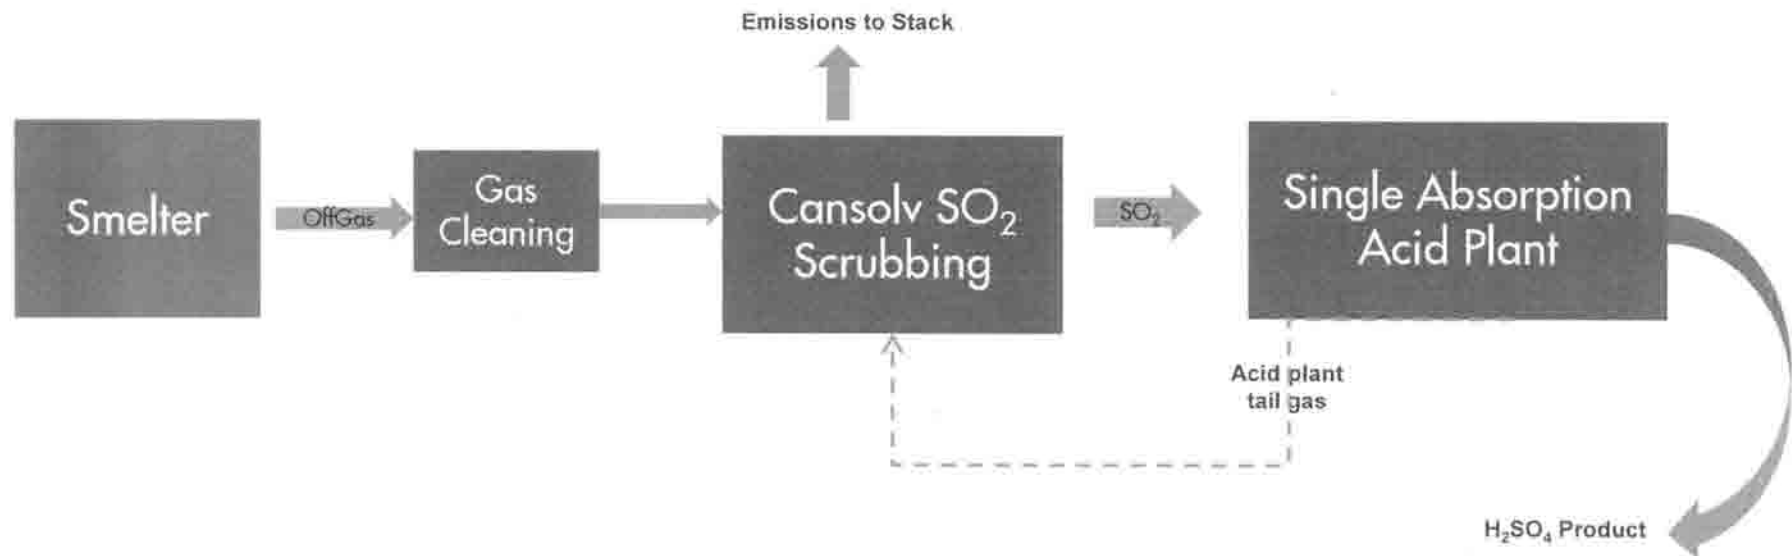 Emissions to Stack
Smelter
OffGas
Gas
Cleaning
Cansolv SO₂
Scrubbing
SO₂
Single Absorption
Acid Plant
Acid plant
tail gas
H₂SO₄ Product